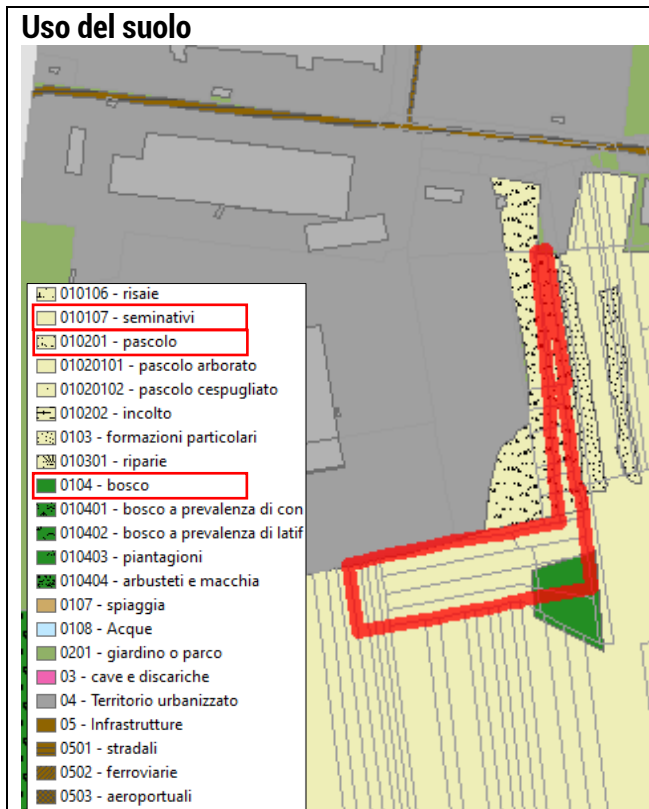 Uso del suolo
010106 - risaie
010107 - seminativi
010201 - pascolo
01020101 - pascolo arborato
01020102 - pascolo cespugliato
010202 - incolto
0103 - formazioni particolari
010301 - riparie
0104 - bosco
010401 - bosco a prevalenza di con
010402 - bosco a prevalenza di latif
010403 - piantagioni
010404 - arbusteti e macchia
0107 - spiaggia
0108 - Acque
0201 - giardino o parco
03 - cave e discariche
04 - Territorio urbanizzato
05 - Infrastrutture
0501 - stradali
0502 - ferroviarie
0503 - aeroportuali